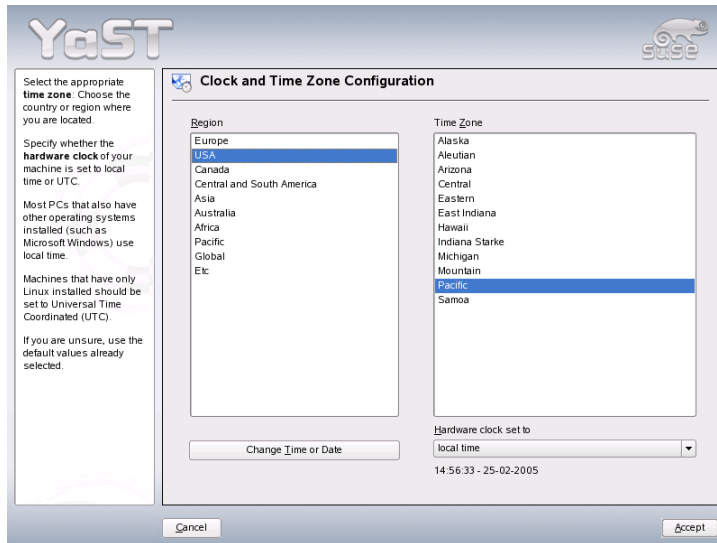 YaST
SUSE
Select the appropriate
time zone: Choose the
country or region where
you are located.
Specify whether the
hardware clock of your
machine is set to local
time or UTC.
Most PCs that also have
other operating systems
installed (such as
Microsoft Windows) use
local time.
Machines that have only
Linux installed should be
set to Universal Time
Coordinated (UTC).
If you are unsure, use the
default values already
selected.
Clock and Time Zone Configuration
Region
Europe
USA
Canada
Central and South America
Asia
Australia
Africa
Pacific
Global
Etc
Change Time or Date
Time Zone
Alaska
Aleutian
Arizona
Central
Eastern
East Indiana
Hawaii
Indiana Starke
Michigan
Mountain
Pacific
Samoa
Hardware clock set to
local time
14:56:33 - 25-02-2005
Cancel
Accept